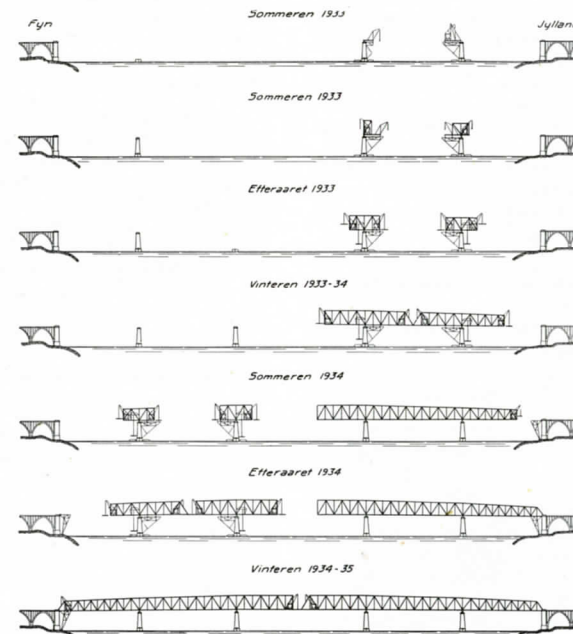 Sommeren 1933
Fyn
Jylland
Sommeren 1933
Efteraaret 1933
Vinteren 1933-34
Sommeren 1934
Efteraaret 1934
Vinteren 1934-35